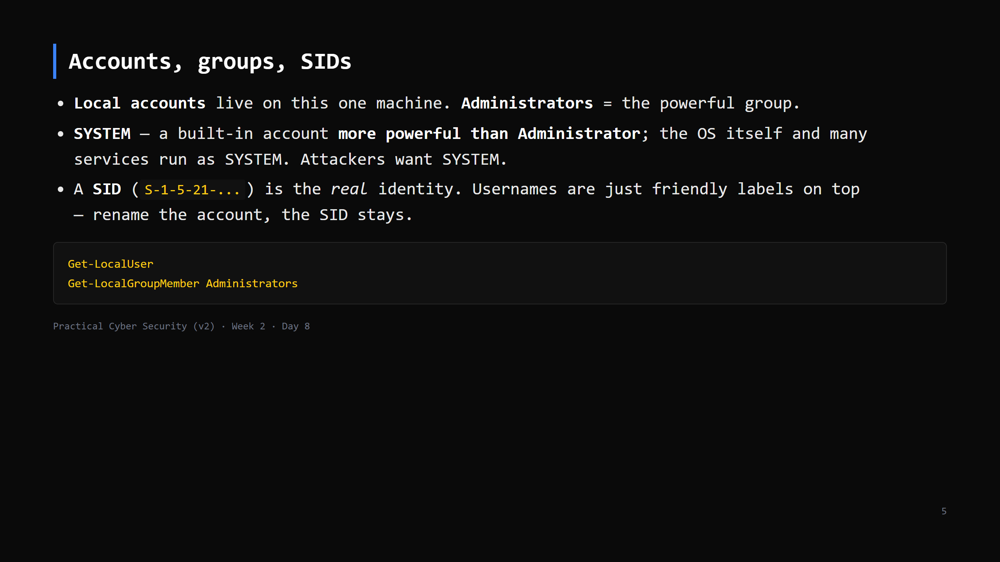 Accounts, groups, SIDs
• Local accounts live on this one machine. Administrators = the powerful group.
• SYSTEM — a built-in account more powerful than Administrator; the OS itself and many
services run as SYSTEM. Attackers want SYSTEM.
• A SID (S-1-5-21-...) is the real identity. Usernames are just friendly labels on top
— rename the account, the SID stays.
Get-LocalUser
Get-LocalGroupMember Administrators
Practical Cyber Security (v2) · Week 2 · Day 8
5